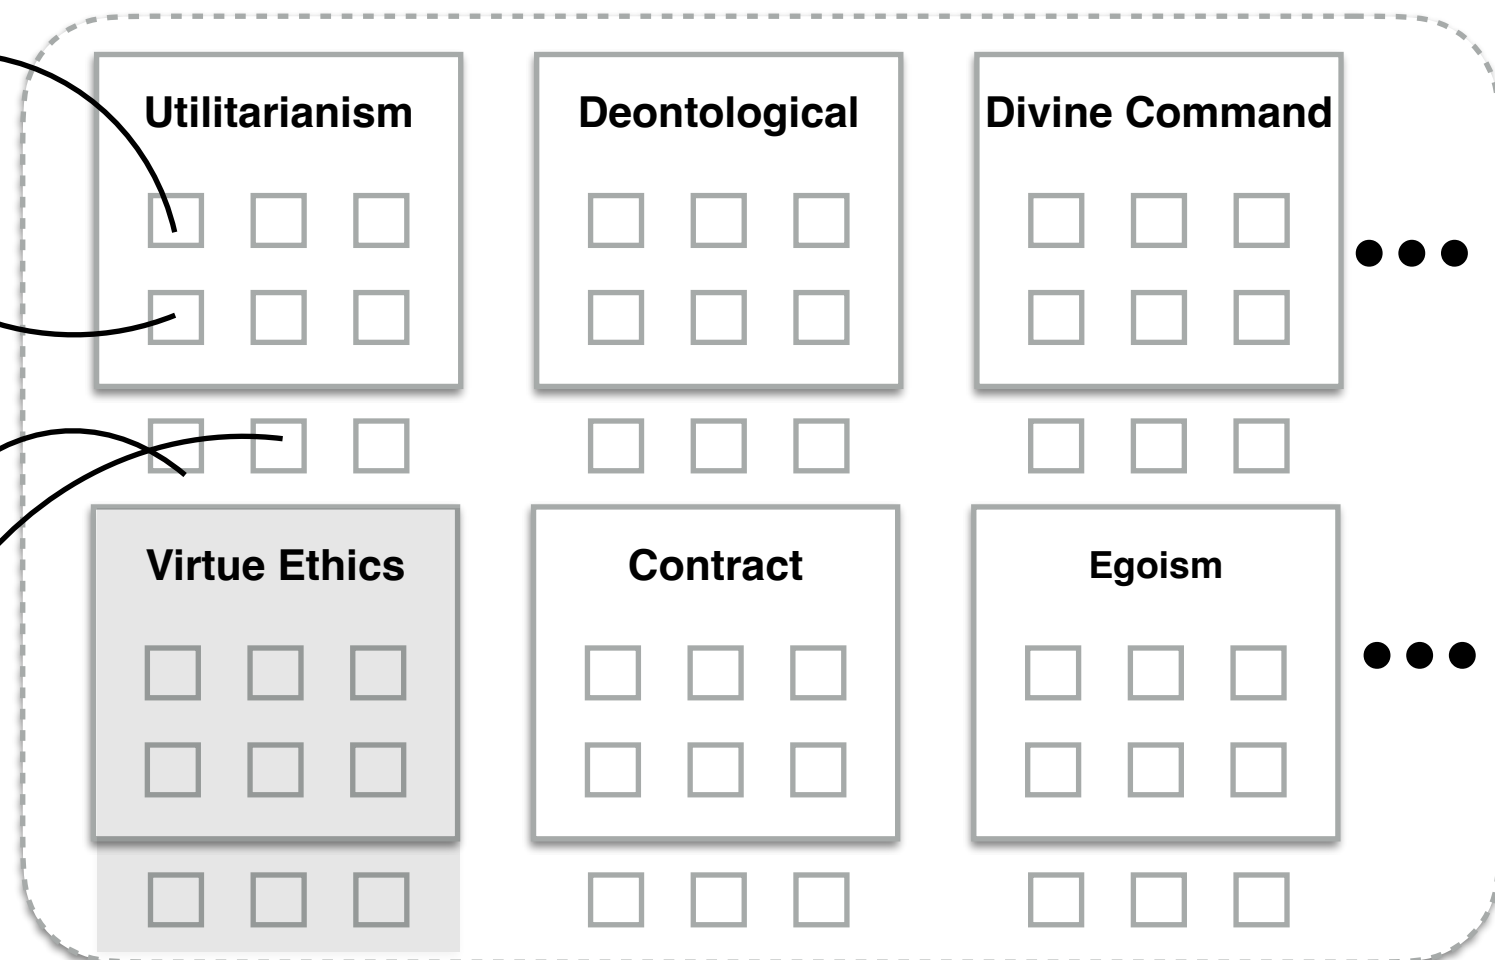 Utilitarianism
Deontological
Divine Command
Virtue Ethics
Contract
Egoism